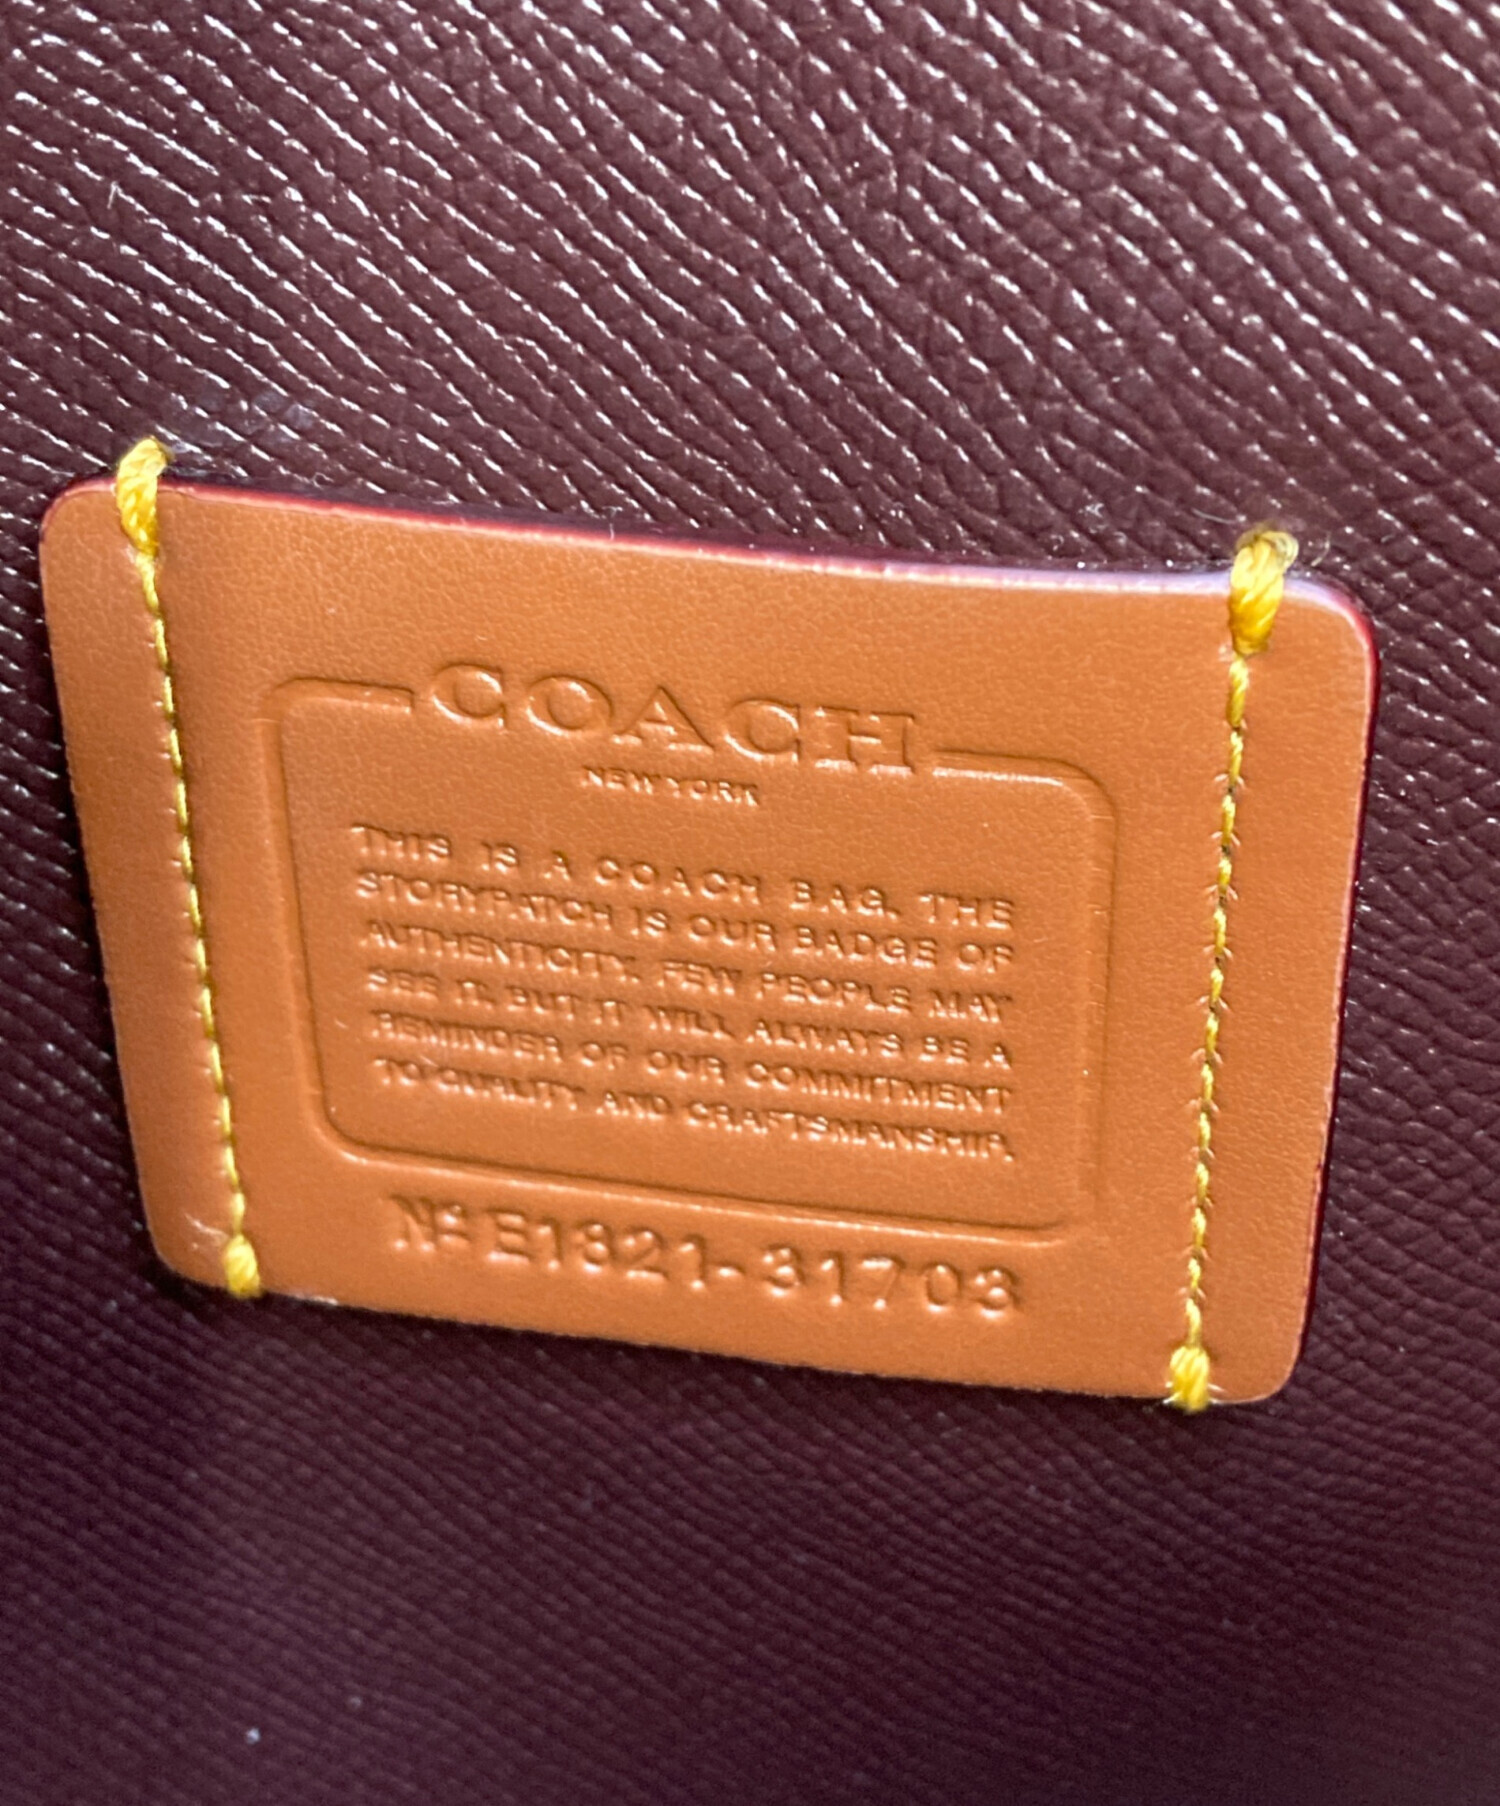 COACH
NEW YORK
THIS IS A COACH BAG. THE
STORYPATCH IS OUR BADGE OF
AUTHENTICITY. FEW PEOPLE MAY
SEE IT, BUT IT WILL ALWAYS BE A
REMINDER OF OUR COMMITMENT
TO QUALITY AND CRAFTSMANSHIP.
Nº E1821-31703